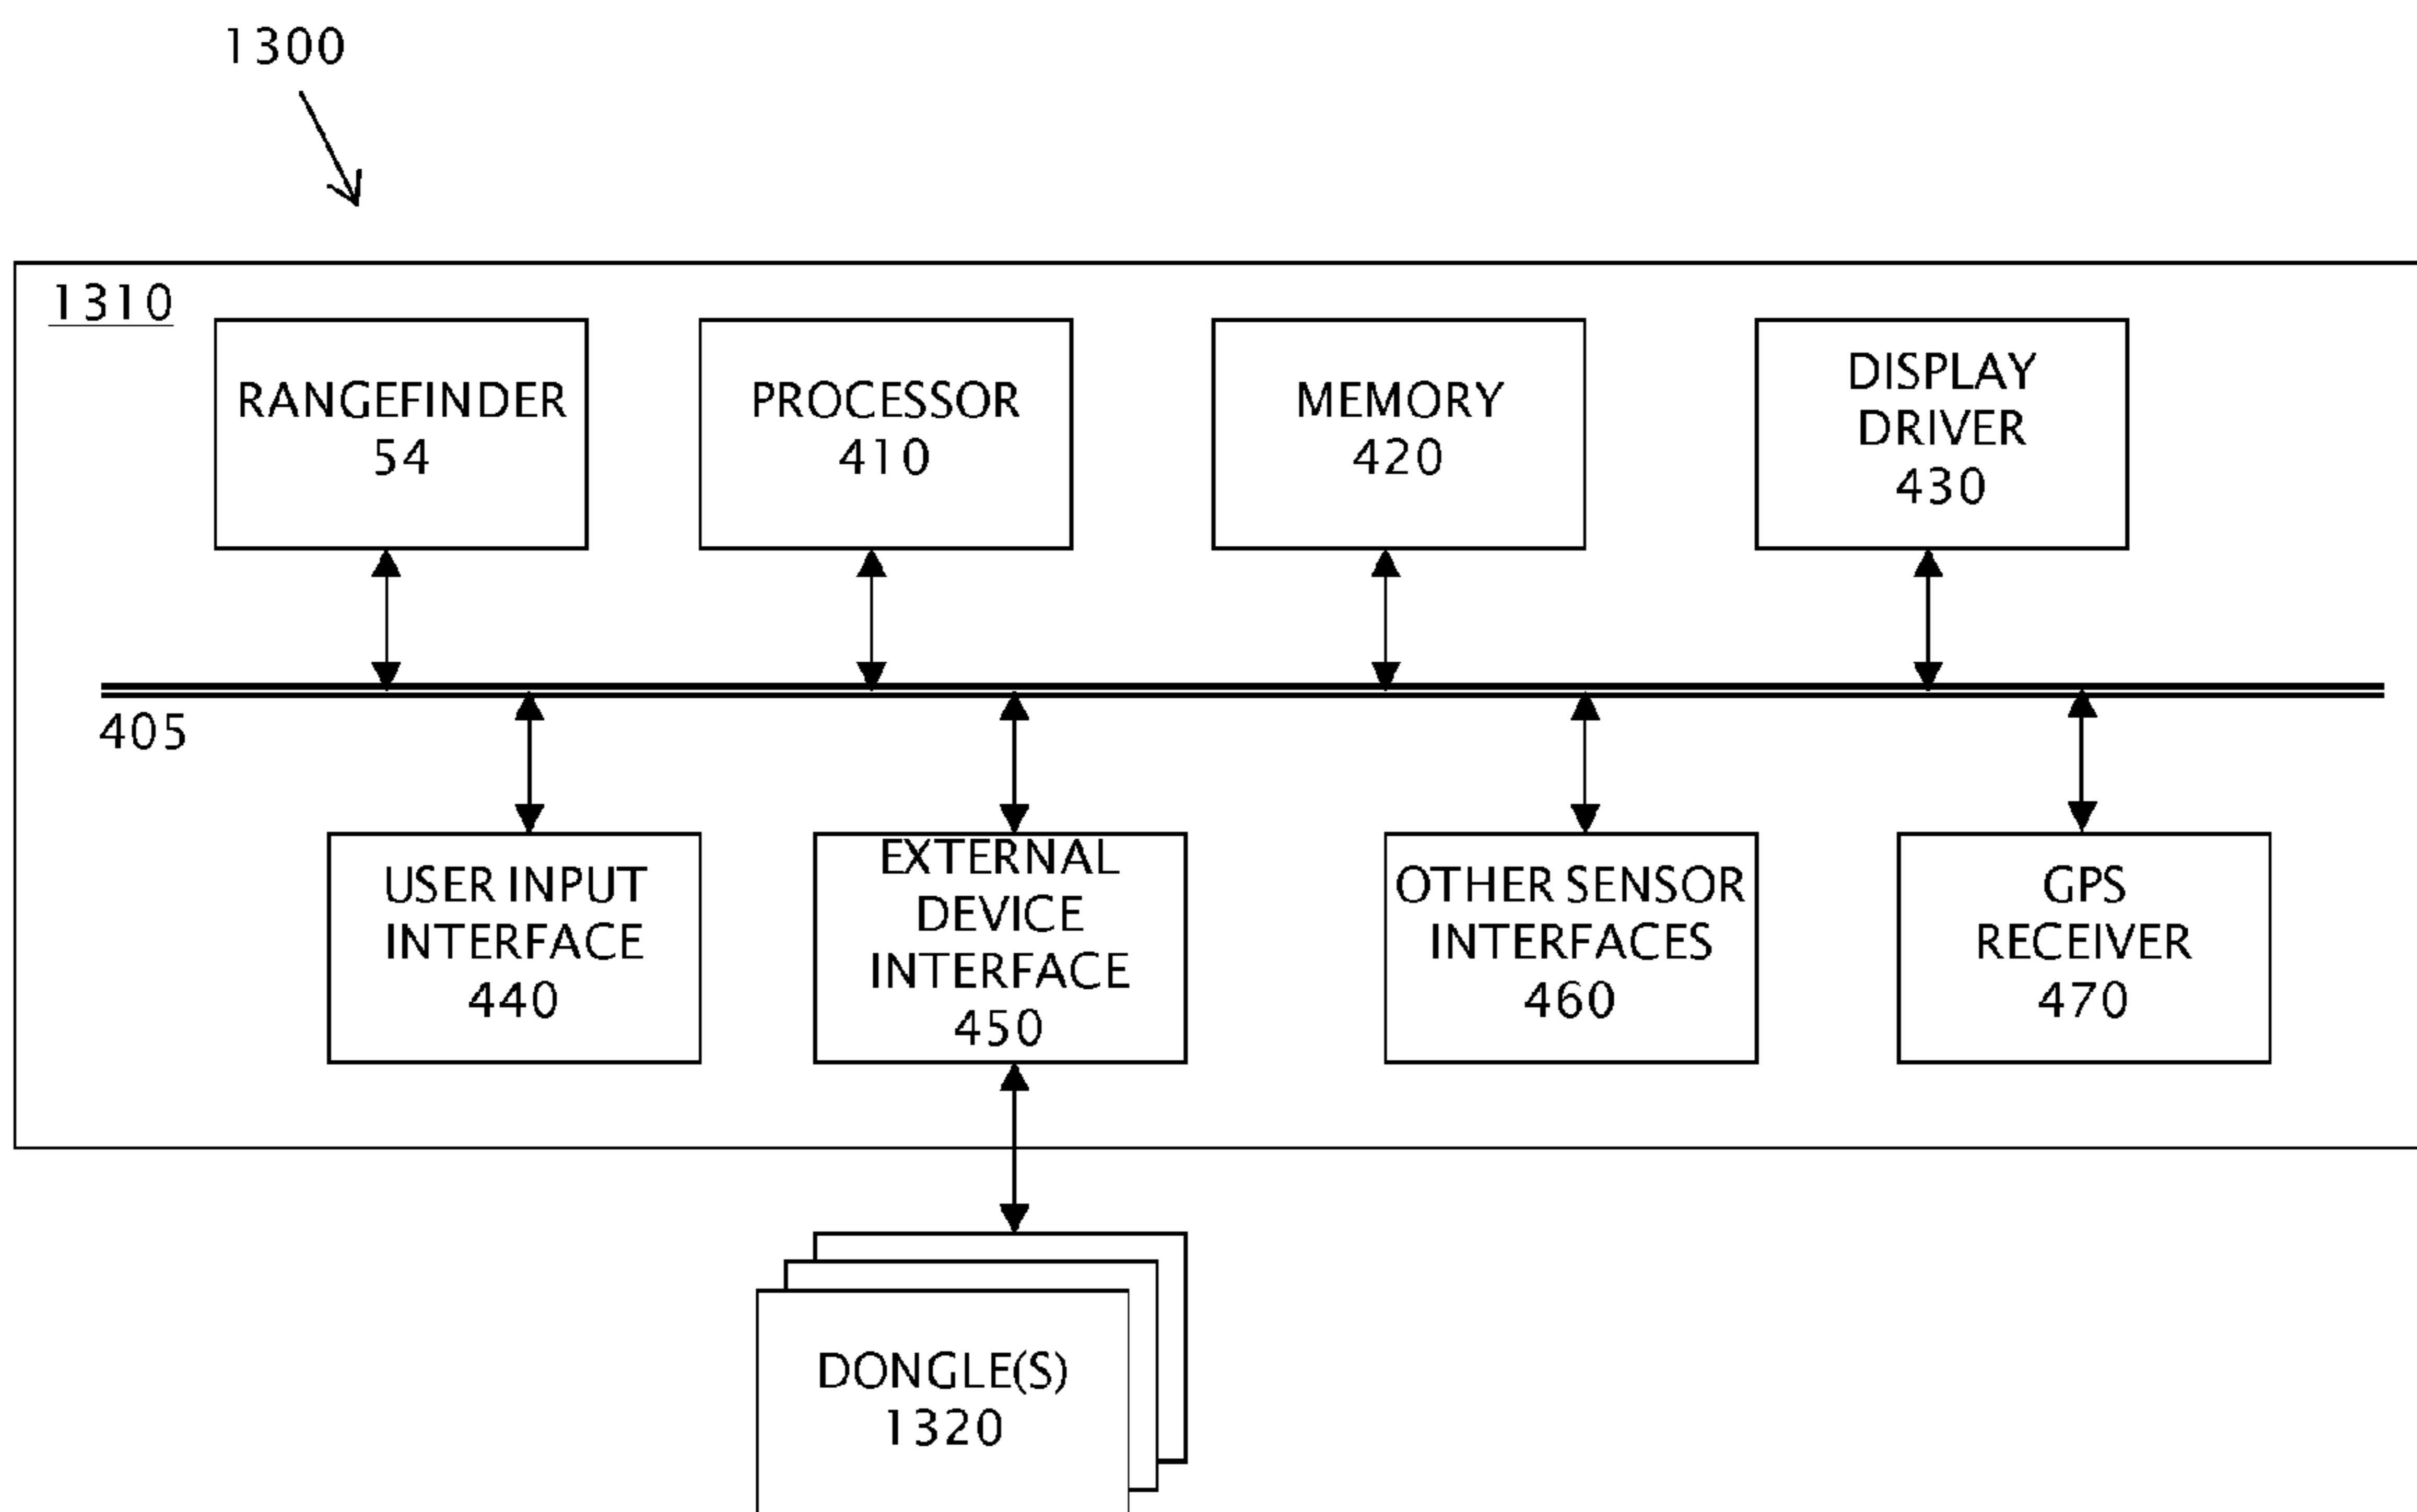 1300
1310
RANGEFINDER
54
PROCESSOR
410
MEMORY
420
DISPLAY
DRIVER
430
405
USER INPUT
INTERFACE
440
EXTERNAL
DEVICE
INTERFACE
450
OTHER SENSOR
INTERFACES
460
GPS
RECEIVER
470
DONGLE(S)
1320